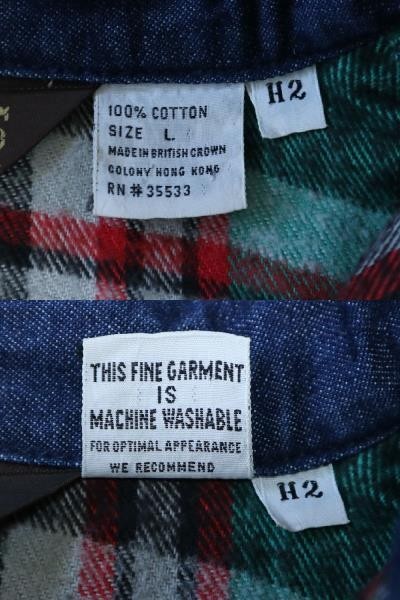 100% COTTON
SIZE L
MADE IN BRITISH CROWN
COLONY HONG KONG
RN # 35533
H2
THIS FINE GARMENT
IS
MACHINE WASHABLE
FOR OPTIMAL APPEARANCE
WE RECOMMEND
H2